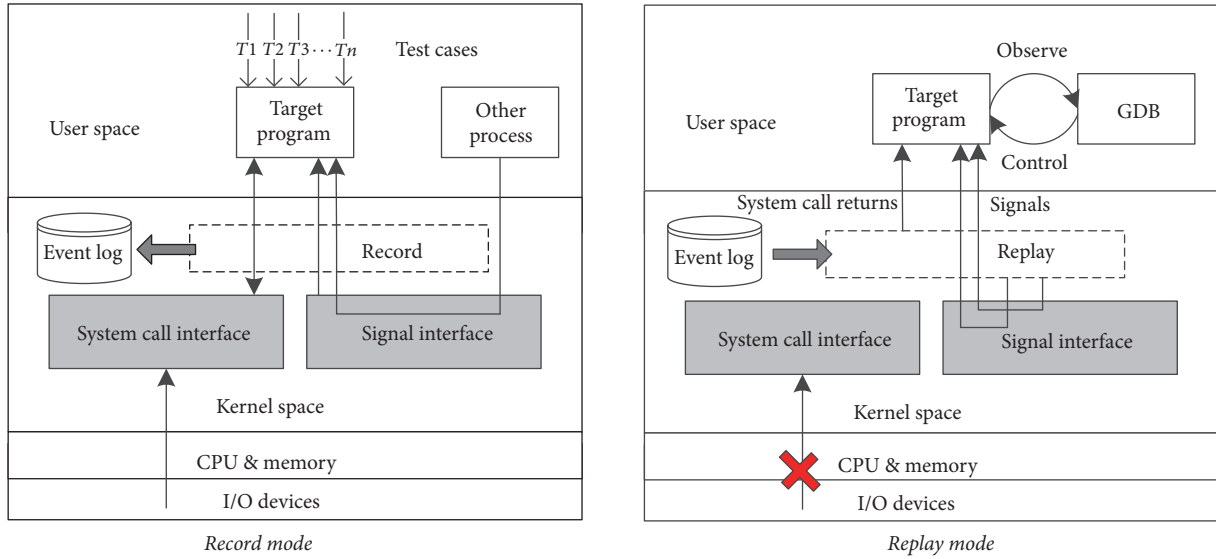 T1 T2 T3 ··· Tn
Test cases
Target
program
Other
process
User space
Event log
Record
System call interface
Signal interface
Kernel space
CPU & memory
I/O devices
Record mode
Observe
Target
program
GDB
User space
Control
System call returns
Signals
Event log
Replay
System call interface
Signal interface
Kernel space
CPU & memory
I/O devices
Replay mode